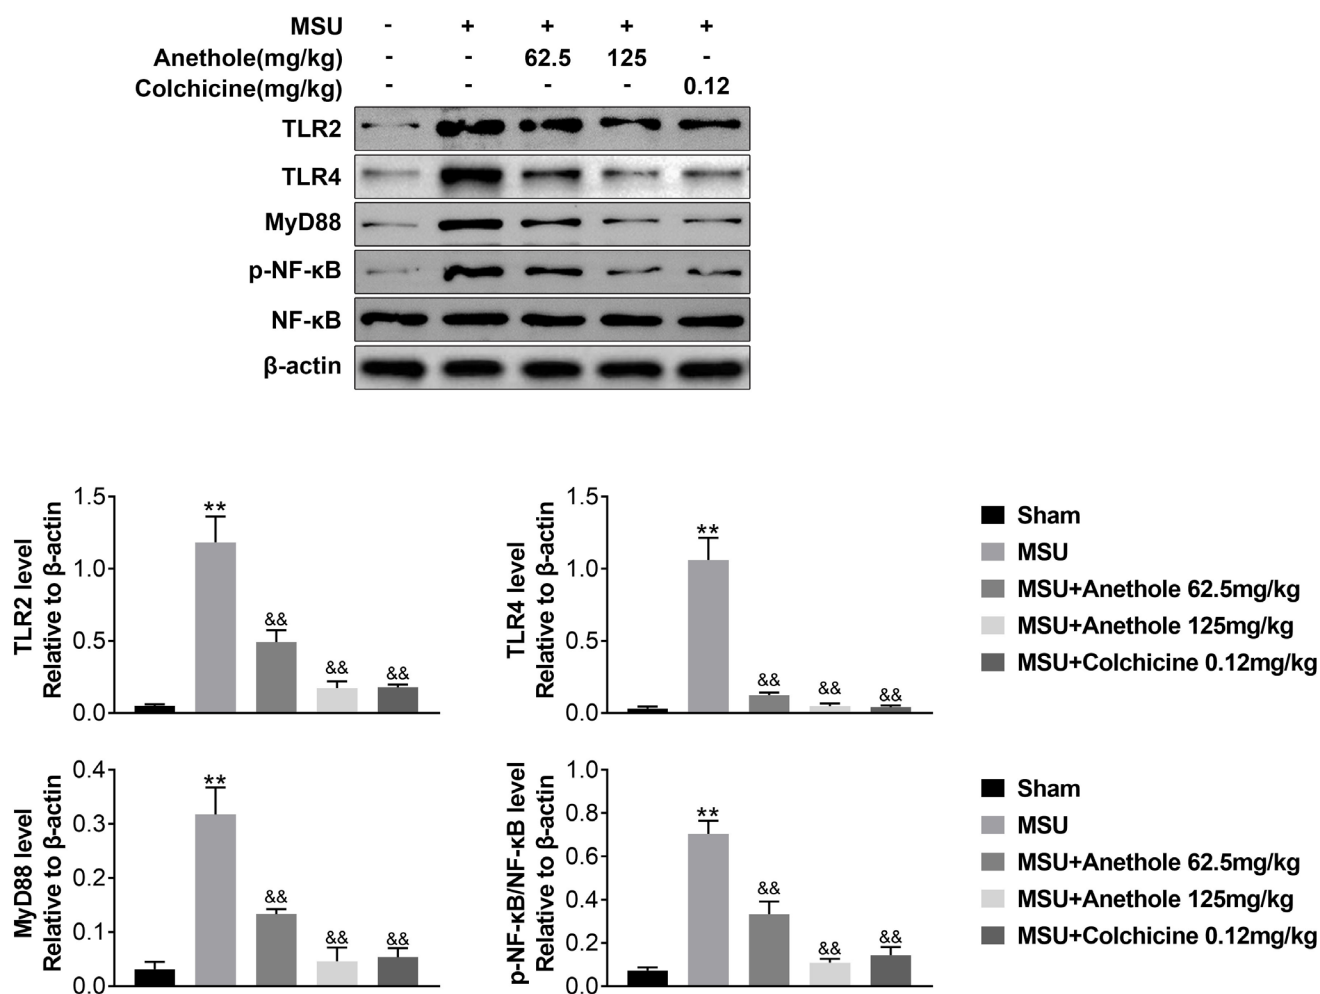 MSU - + + + +
Anethole(mg/kg) - - 62.5 125 -
Colchicine(mg/kg) - - - - 0.12
TLR2
TLR4
MyD88
p-NF-κB
NF-κB
β-actin
TLR2 level
Relative to β-actin
1.5
1.0
0.5
0.0
**
&&
&&
&&
TLR4 level
Relative to β-actin
1.5
1.0
0.5
0.0
**
&&
&&
&&
Sham
MSU
MSU+Anethole 62.5mg/kg
MSU+Anethole 125mg/kg
MSU+Colchicine 0.12mg/kg
MyD88 level
Relative to β-actin
0.4
0.3
0.2
0.1
0.0
**
&&
&&
&&
p-NF-κB/NF-κB level
Relative to β-actin
1.0
0.8
0.6
0.4
0.2
0.0
**
&&
&&
&&
Sham
MSU
MSU+Anethole 62.5mg/kg
MSU+Anethole 125mg/kg
MSU+Colchicine 0.12mg/kg